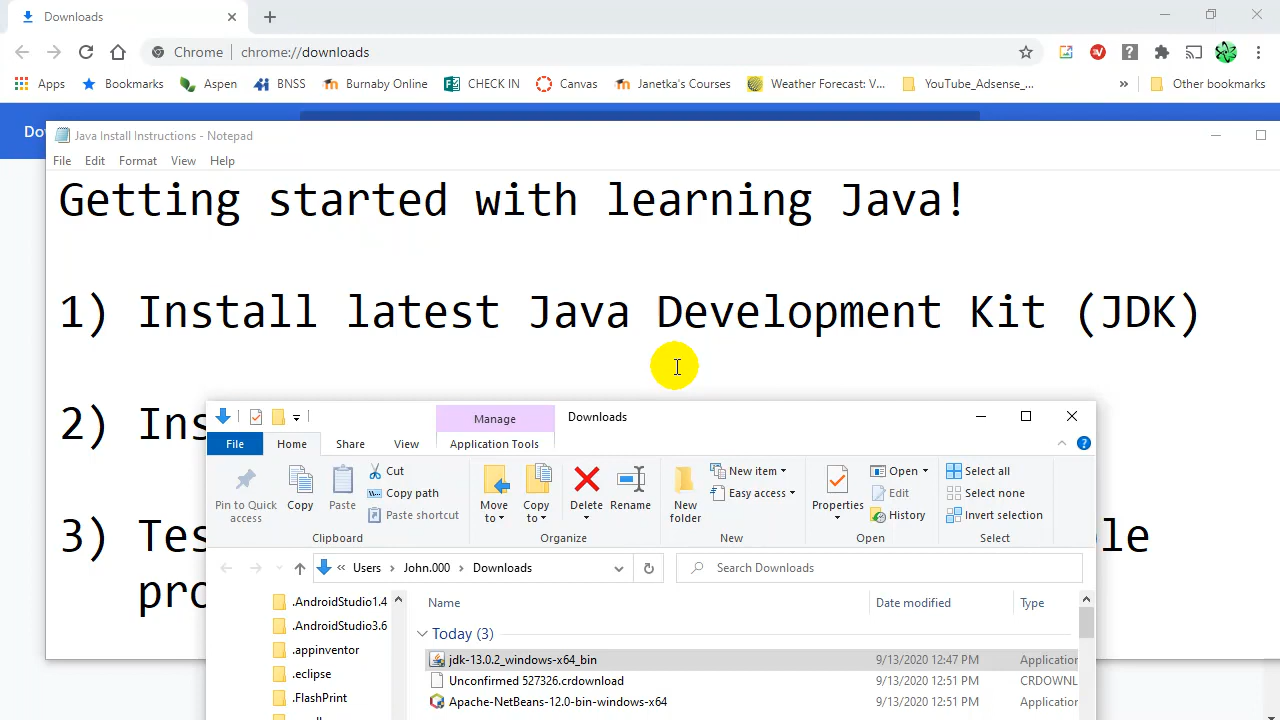 Downloads
Chrome
chrome://downloads
Apps
Bookmarks
Aspen
BNSS
Burnaby Online
CHECK IN
Canvas
Janetka's Courses
Weather Forecast: V...
YouTube_Adsense_...
»
Other bookmarks
Java Install Instructions - Notepad
File Edit Format View Help
Getting started with learning Java!
1) Install latest Java Development Kit (JDK)
2) Ins
3) Tes
le
pro
Manage
Downloads
File
Home
Share
View
Application Tools
Pin to Quick
access
Copy
Paste
Cut
Copy path
Paste shortcut
Clipboard
Move
to
Copy
to
Delete
Rename
Organize
New
folder
New item
Easy access
New
Properties
Open
Edit
History
Open
Select all
Select none
Invert selection
Select
« Users > John.000 > Downloads
Search Downloads
.AndroidStudio1.4
.AndroidStudio3.6
.appinventor
.eclipse
.FlashPrint
Name
Date modified
Type
Today (3)
jdk-13.0.2_windows-x64_bin 9/13/2020 12:47 PM Application
Unconfirmed 527326.crdownload 9/13/2020 12:51 PM CRDOWNL
Apache-NetBeans-12.0-bin-windows-x64 9/13/2020 12:51 PM Application